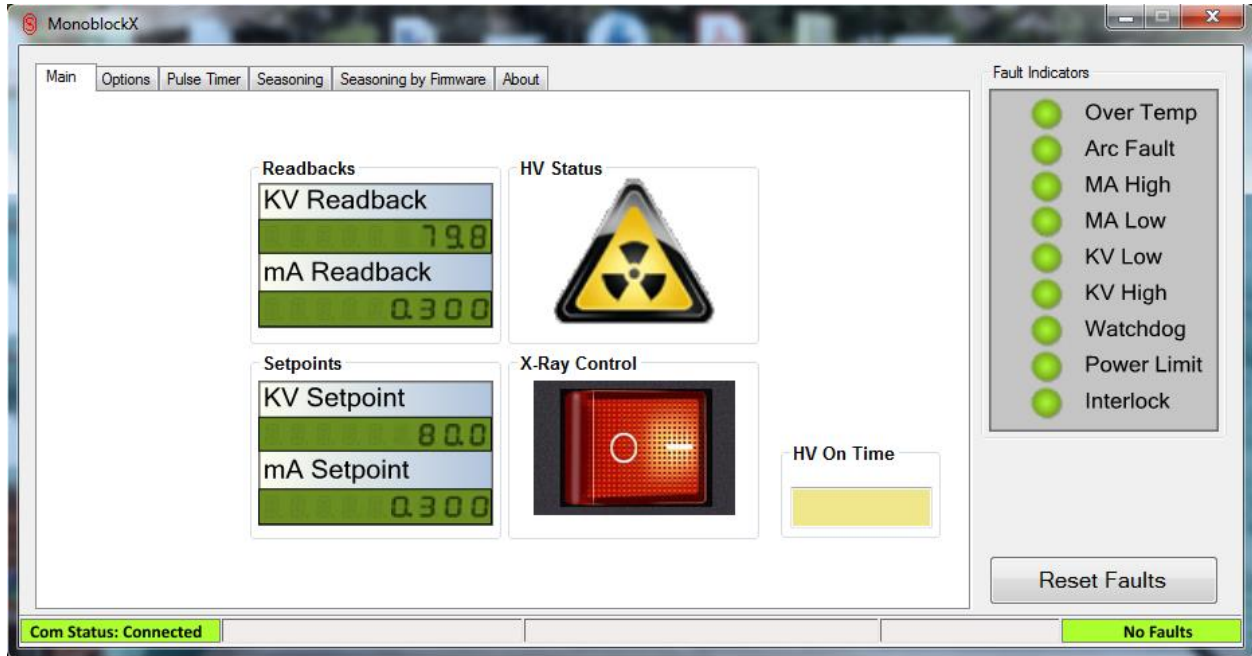 MonoblockX
Main Options Pulse Timer Seasoning Seasoning by Firmware About
Readbacks
KV Readback
79.8
mA Readback
0.300
HV Status
Setpoints
KV Setpoint
80.0
mA Setpoint
0.300
X-Ray Control
HV On Time
Fault Indicators
Over Temp
Arc Fault
MA High
MA Low
KV Low
KV High
Watchdog
Power Limit
Interlock
Reset Faults
Com Status: Connected
No Faults